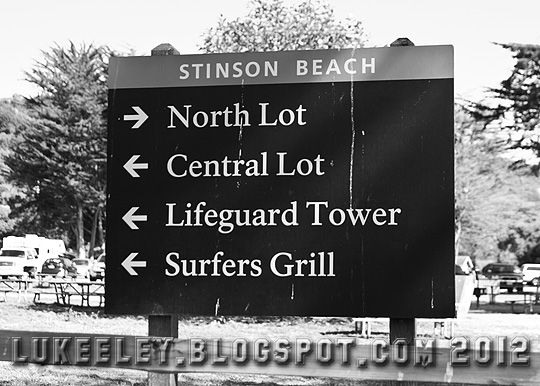 STINSON BEACH
→ North Lot
← Central Lot
← Lifeguard Tower
← Surfers Grill
LUKEELEY.BLOGSPOT.COM 2012